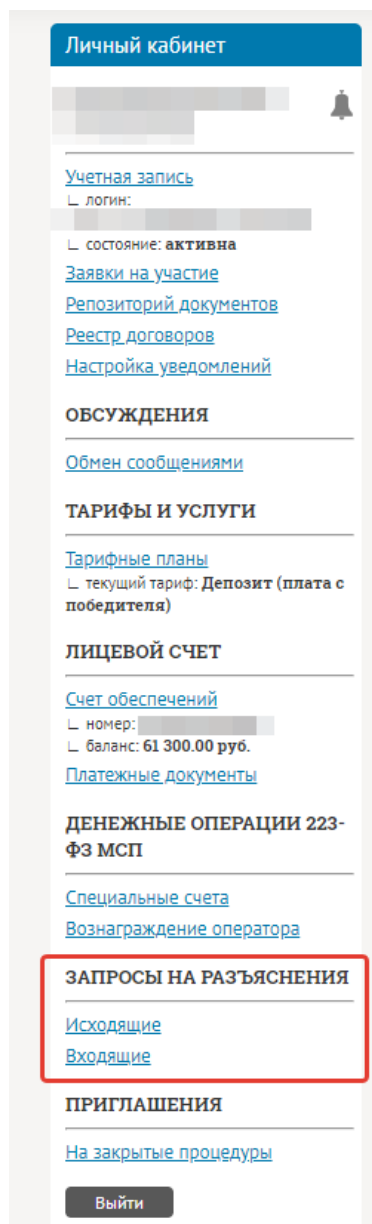 Личный кабинет
Учетная запись
∟ логин:
∟ состояние: активна
Заявки на участие
Репозиторий документов
Реестр договоров
Настройка уведомлений
ОБСУЖДЕНИЯ
Обмен сообщениями
ТАРИФЫ И УСЛУГИ
Тарифные планы
∟ текущий тариф: Депозит (плата с
победителя)
ЛИЦЕВОЙ СЧЕТ
Счет обеспечений
∟ номер:
∟ баланс: 61 300.00 руб.
Платежные документы
ДЕНЕЖНЫЕ ОПЕРАЦИИ 223-
ФЗ МСП
Специальные счета
Вознаграждение оператора
ЗАПРОСЫ НА РАЗЪЯСНЕНИЯ
Исходящие
Входящие
ПРИГЛАШЕНИЯ
На закрытые процедуры
Выйти